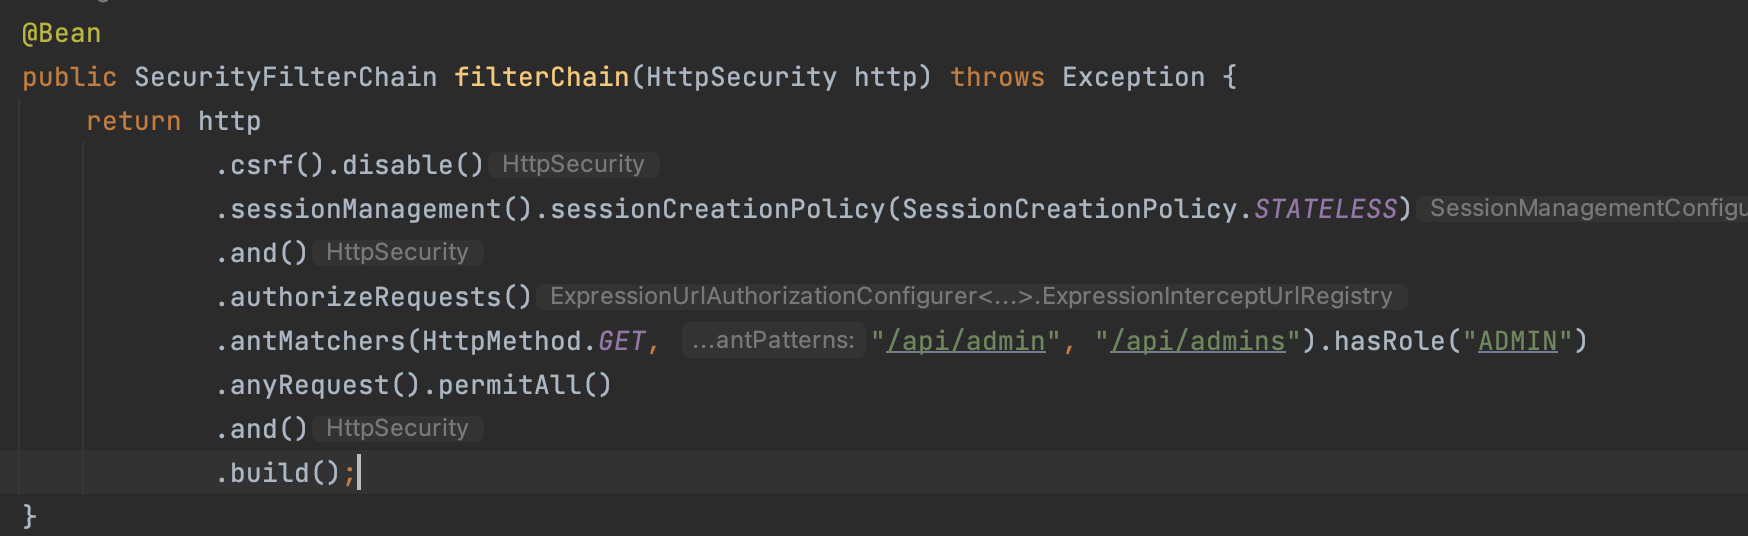 @Bean
public SecurityFilterChain filterChain(HttpSecurity http) throws Exception {
return http
.csrf().disable() HttpSecurity
.sessionManagement().sessionCreationPolicy(SessionCreationPolicy.STATELESS) SessionManagementConfigu
.and() HttpSecurity
.authorizeRequests() ExpressionUrlAuthorizationConfigurer<...>.ExpressionInterceptUrlRegistry
.antMatchers(HttpMethod.GET, ...antPatterns: "/api/admin", "/api/admins").hasRole("ADMIN")
.anyRequest().permitAll()
.and() HttpSecurity
.build();
}